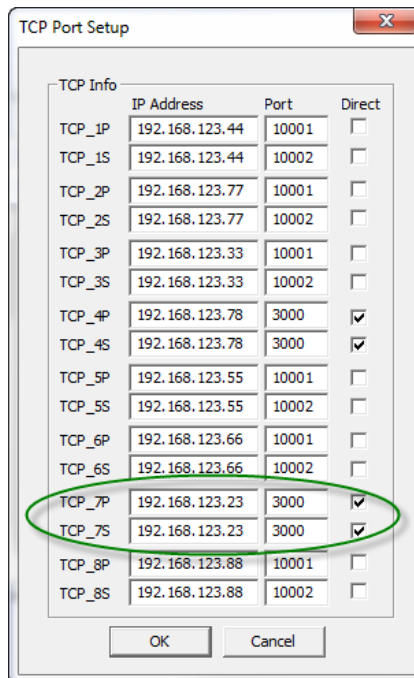 TCP Port Setup
TCP Info
IP Address Port Direct
TCP_1P 192.168.123.44 10001
TCP_1S 192.168.123.44 10002
TCP_2P 192.168.123.77 10001
TCP_2S 192.168.123.77 10002
TCP_3P 192.168.123.33 10001
TCP_3S 192.168.123.33 10002
TCP_4P 192.168.123.78 3000
TCP_4S 192.168.123.78 3000
TCP_5P 192.168.123.55 10001
TCP_5S 192.168.123.55 10002
TCP_6P 192.168.123.66 10001
TCP_6S 192.168.123.66 10002
TCP_7P 192.168.123.23 3000
TCP_7S 192.168.123.23 3000
TCP_8P 192.168.123.88 10001
TCP_8S 192.168.123.88 10002
OK Cancel